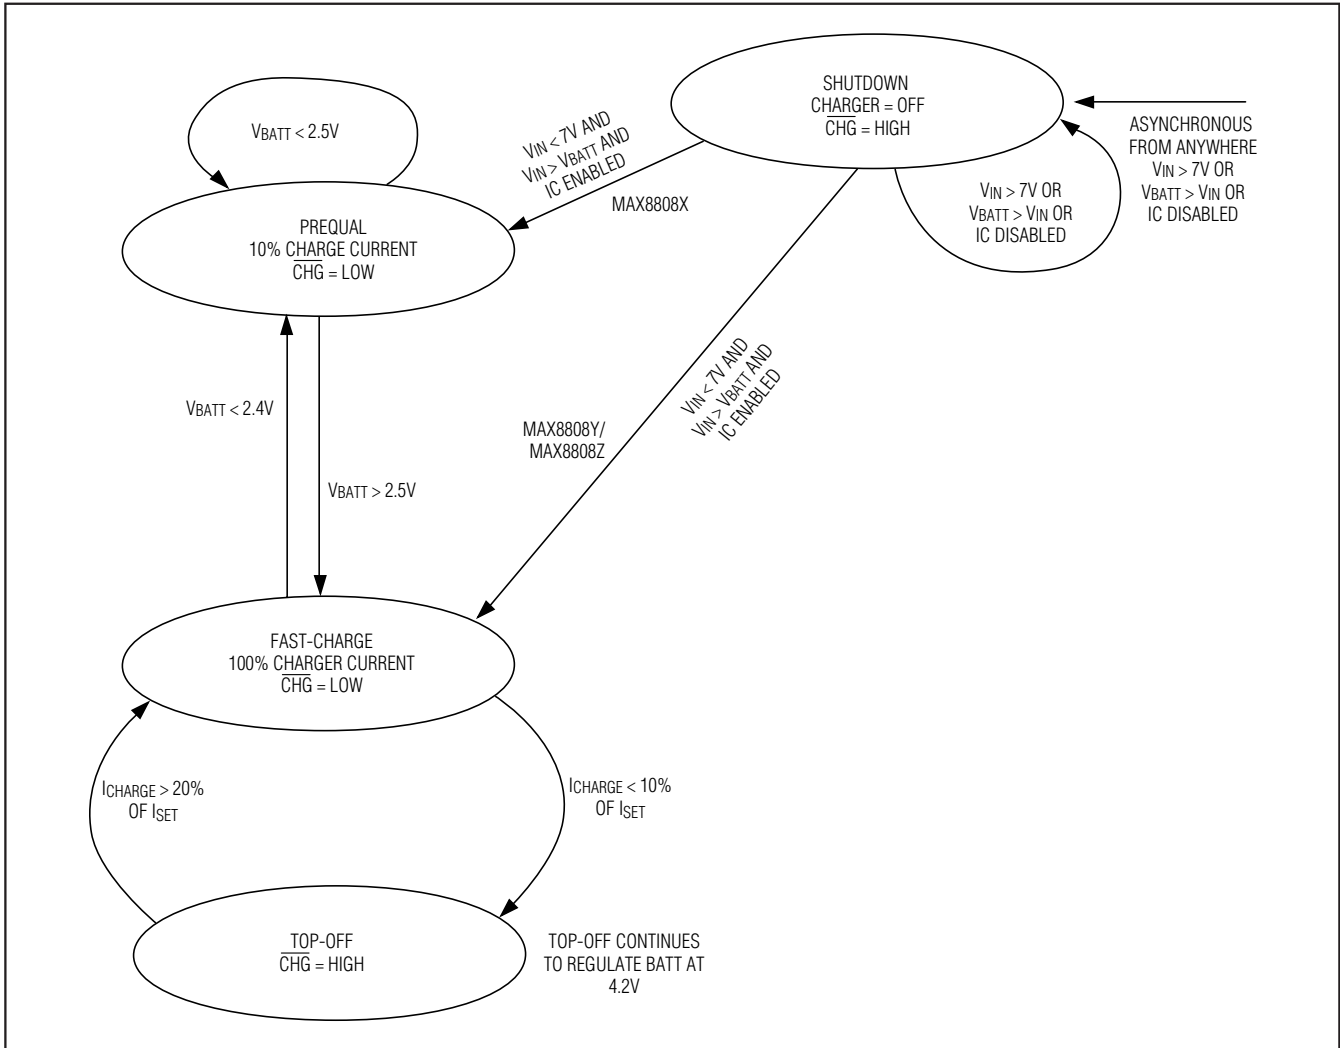 SHUTDOWN
CHARGER = OFF
CHG = HIGH
ASYNCHRONOUS
FROM ANYWHERE
VIN > 7V OR
VBATT > VIN OR
IC DISABLED
VIN > 7V OR
VBATT > VIN OR
IC DISABLED
VBATT < 2.5V
VIN < 7V AND
VIN > VBATT AND
IC ENABLED
MAX8808X
PREQUAL
10% CHARGE CURRENT
CHG = LOW
VIN < 7V AND
VIN > VBATT AND
IC ENABLED
MAX8808Y/
MAX8808Z
VBATT < 2.4V
VBATT > 2.5V
FAST-CHARGE
100% CHARGER CURRENT
CHG = LOW
ICHARGE > 20%
OF ISET
ICHARGE < 10%
OF ISET
TOP-OFF
CHG = HIGH
TOP-OFF CONTINUES
TO REGULATE BATT AT
4.2V